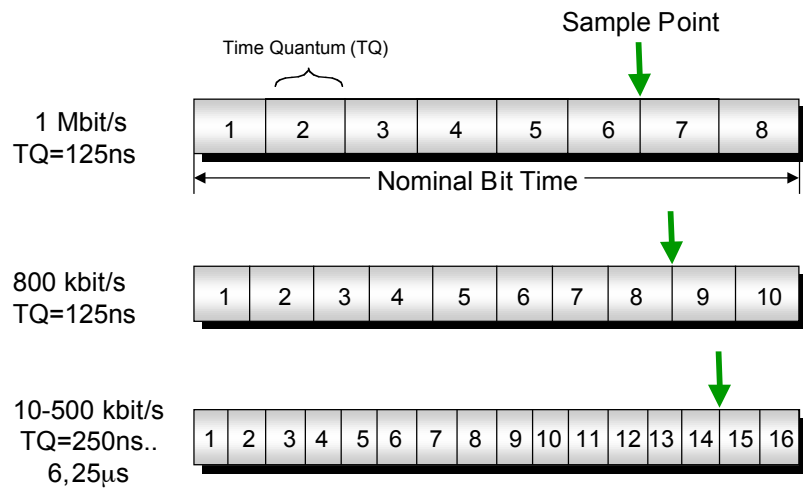 Sample Point
Time Quantum (TQ)
1 Mbit/s
TQ=125ns
1 2 3 4 5 6 7 8
Nominal Bit Time
800 kbit/s
TQ=125ns
1 2 3 4 5 6 7 8 9 10
10-500 kbit/s
TQ=250ns..
6,25μs
1 2 3 4 5 6 7 8 9 10 11 12 13 14 15 16